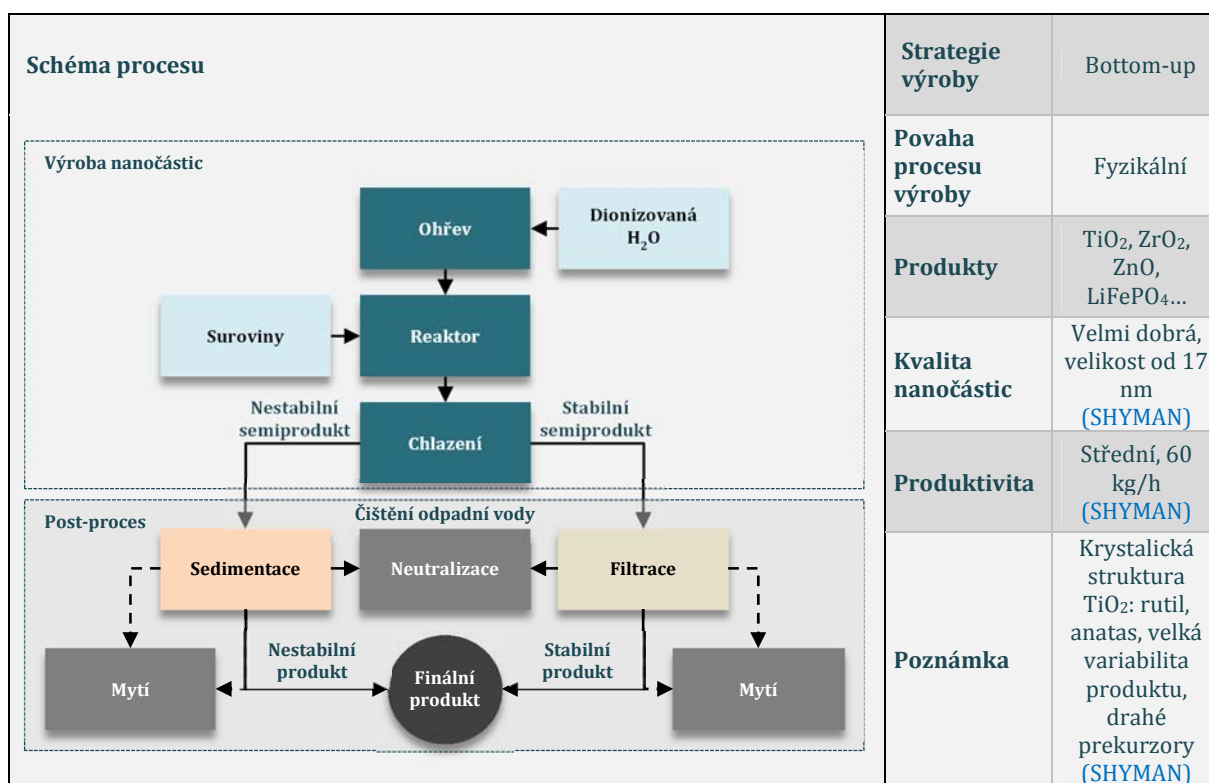 Schéma procesu
Výroba nanočástic
Ohřev
Dionizovaná
H₂O
Suroviny
Reaktor
Nestabilní
semiprodukt
Chlazení
Stabilní
semiprodukt
Post-proces
Čištění odpadní vody
Sedimentace
Neutralizace
Filtrace
Nestabilní
produkt
Stabilní
produkt
Mytí
Finální
produkt
Mytí
Strategie
výroby
Bottom-up
Povaha
procesu
výroby
Fyzikální
Produkty
TiO₂, ZrO₂,
ZnO,
LiFePO₄…
Kvalita
nanočástic
Velmi dobrá,
velikost od 17
nm
(SHYMAN)
Produktivita
Střední, 60
kg/h
(SHYMAN)
Poznámka
Krystalická
struktura
TiO₂: rutil,
anatas, velká
variabilita
produktu,
drahé
prekurzory
(SHYMAN)